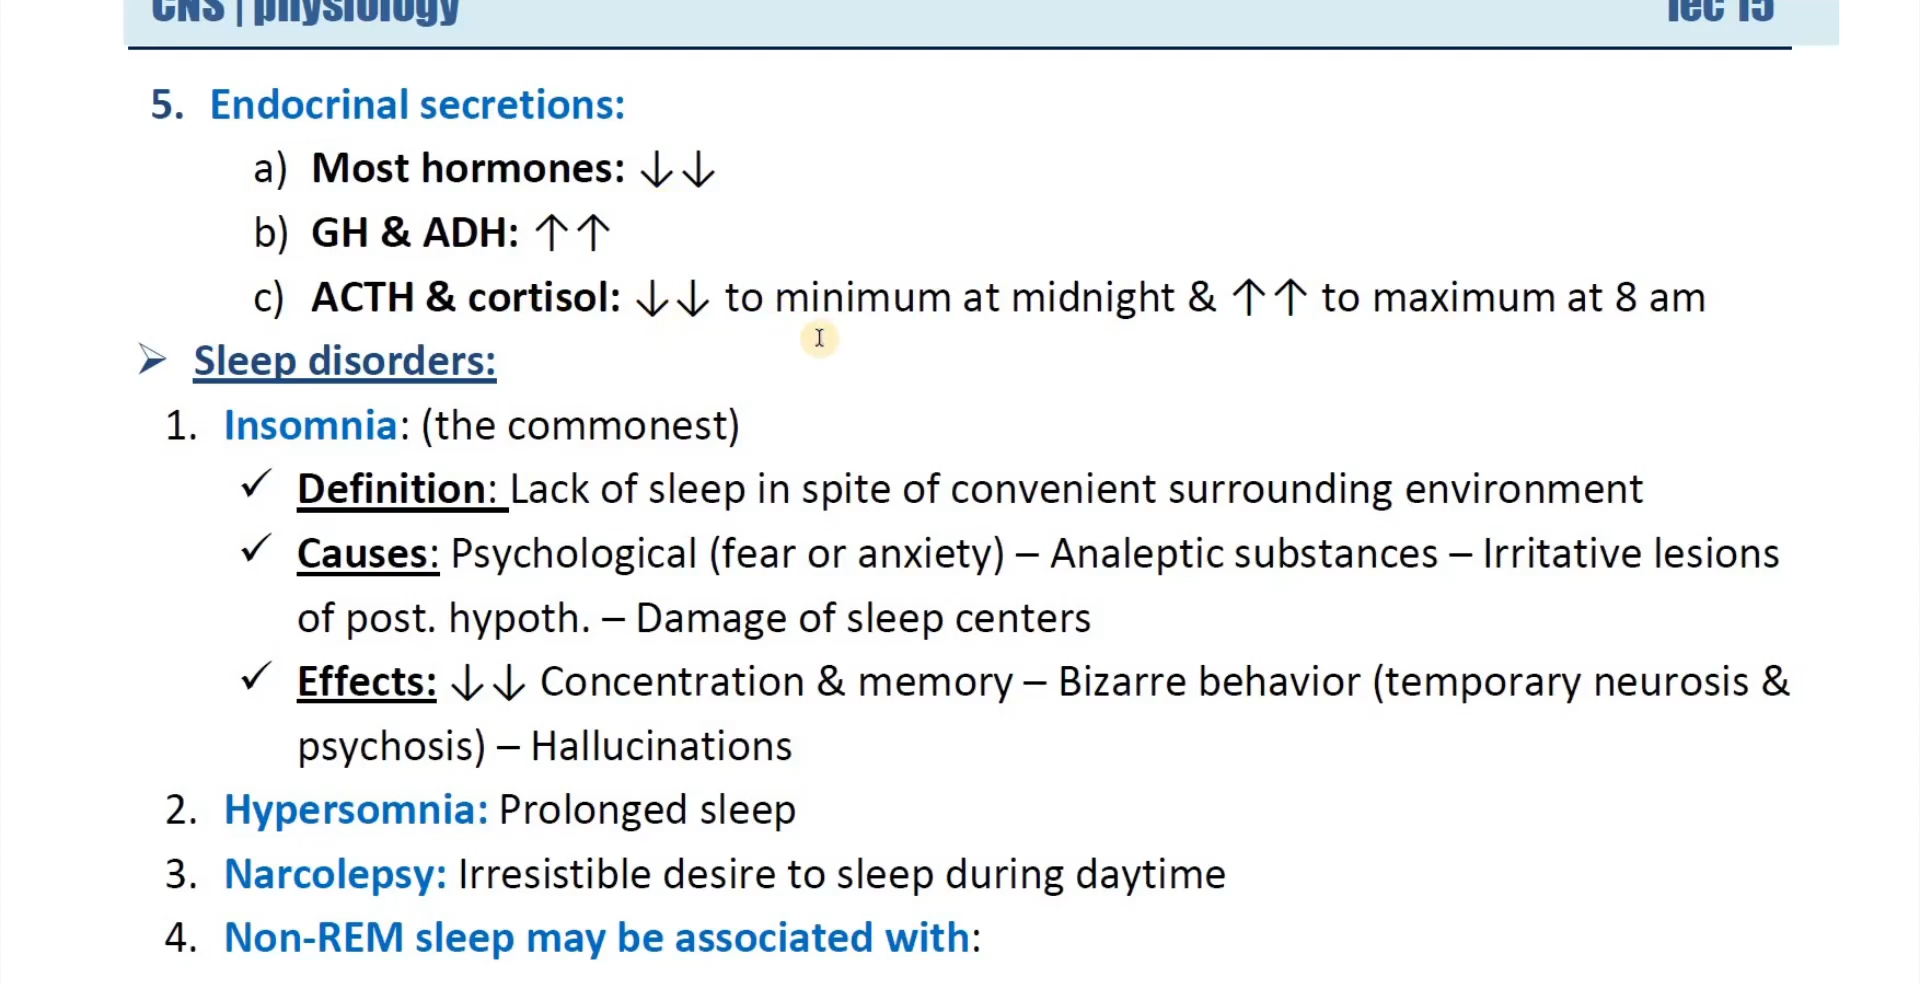 CNS | physiology lec 15
5. Endocrinal secretions:
a) Most hormones: ↓↓
b) GH & ADH: ↑↑
c) ACTH & cortisol: ↓↓ to minimum at midnight & ↑↑ to maximum at 8 am
➢ Sleep disorders:
1. Insomnia: (the commonest)
✓ Definition: Lack of sleep in spite of convenient surrounding environment
✓ Causes: Psychological (fear or anxiety) – Analeptic substances – Irritative lesions
of post. hypoth. – Damage of sleep centers
✓ Effects: ↓↓ Concentration & memory – Bizarre behavior (temporary neurosis &
psychosis) – Hallucinations
2. Hypersomnia: Prolonged sleep
3. Narcolepsy: Irresistible desire to sleep during daytime
4. Non-REM sleep may be associated with: